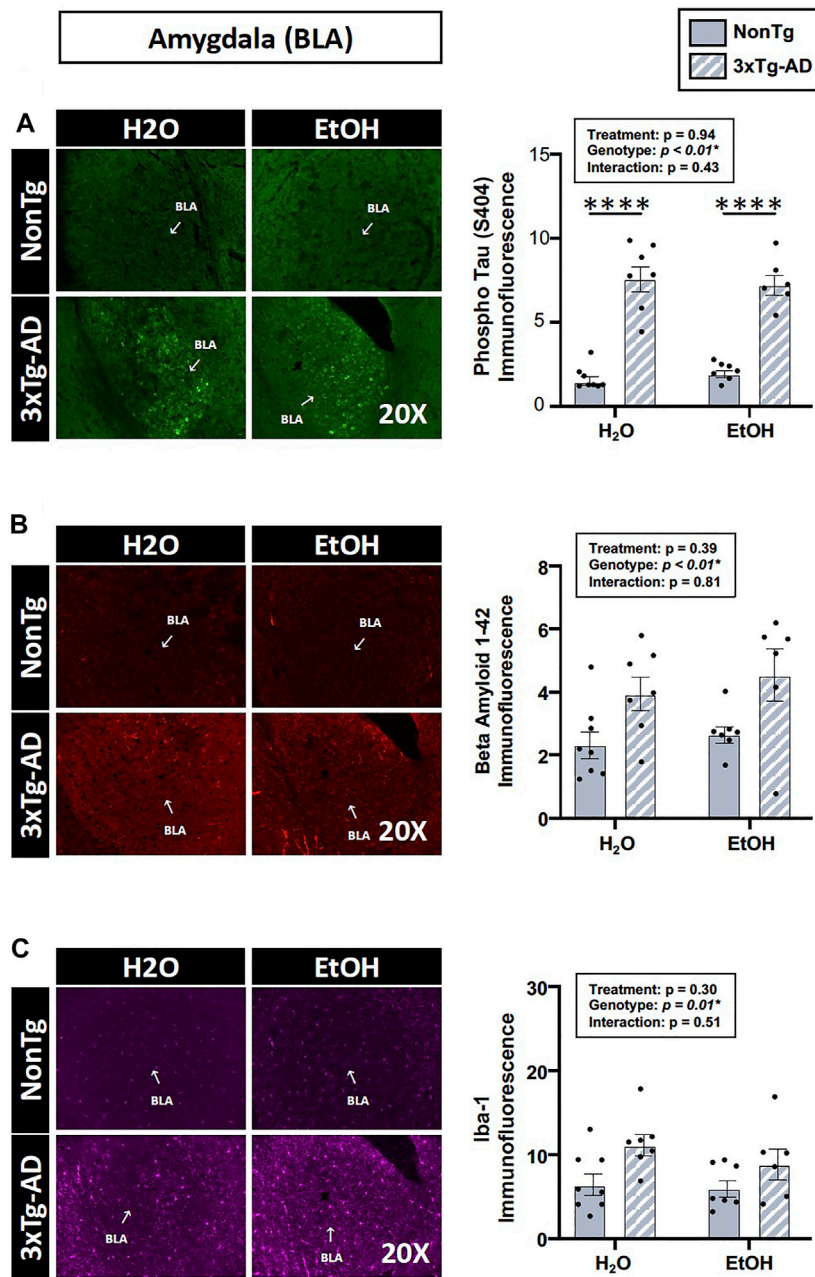 Amygdala (BLA)
NonTg
3xTg-AD
A
H2O
EtOH
NonTg
BLA
BLA
3xTg-AD
BLA
BLA
20X
Treatment: p = 0.94
Genotype: p < 0.01*
Interaction: p = 0.43
Phospho Tau (S404)
Immunofluorescence
15
10
5
0
****
****
H₂O
EtOH
B
H2O
EtOH
NonTg
BLA
BLA
3xTg-AD
BLA
BLA
20X
Treatment: p = 0.39
Genotype: p < 0.01*
Interaction: p = 0.81
Beta Amyloid 1-42
Immunofluorescence
8
6
4
2
0
H₂O
EtOH
C
H2O
EtOH
NonTg
BLA
BLA
3xTg-AD
BLA
BLA
20X
Treatment: p = 0.30
Genotype: p = 0.01*
Interaction: p = 0.51
Iba-1
Immunofluorescence
30
20
10
0
H₂O
EtOH